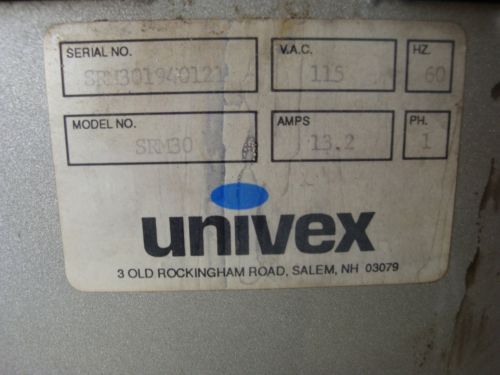 SERIAL NO.
SRM301940121
V.A.C.
115
HZ.
60
MODEL NO.
SRM30
AMPS
13.2
PH.
1
univex
3 OLD ROCKINGHAM ROAD, SALEM, NH 03079